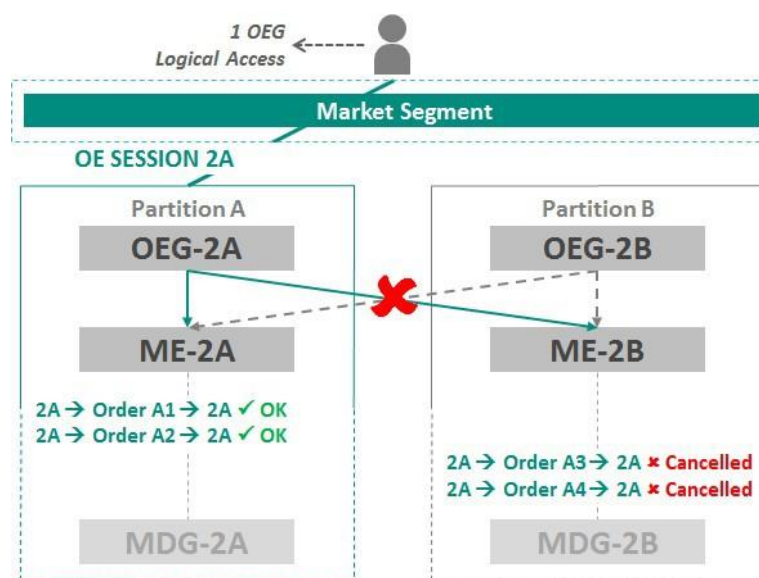 1 OEG
Logical Access
Market Segment
OE SESSION 2A
Partition A
Partition B
OEG-2A
OEG-2B
ME-2A
ME-2B
2A → Order A1 → 2A ✓ OK
2A → Order A2 → 2A ✓ OK
2A → Order A3 → 2A ✘ Cancelled
2A → Order A4 → 2A ✘ Cancelled
MDG-2A
MDG-2B